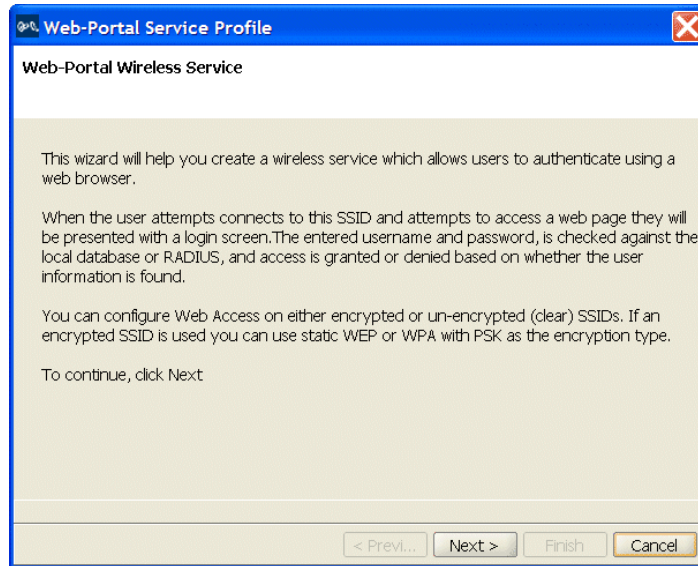 Web-Portal Service Profile
Web-Portal Wireless Service
This wizard will help you create a wireless service which allows users to authenticate using a
web browser.
When the user attempts connects to this SSID and attempts to access a web page they will
be presented with a login screen.The entered username and password, is checked against the
local database or RADIUS, and access is granted or denied based on whether the user
information is found.
You can configure Web Access on either encrypted or un-encrypted (clear) SSIDs. If an
encrypted SSID is used you can use static WEP or WPA with PSK as the encryption type.
To continue, click Next
< Previ... Next > Finish Cancel